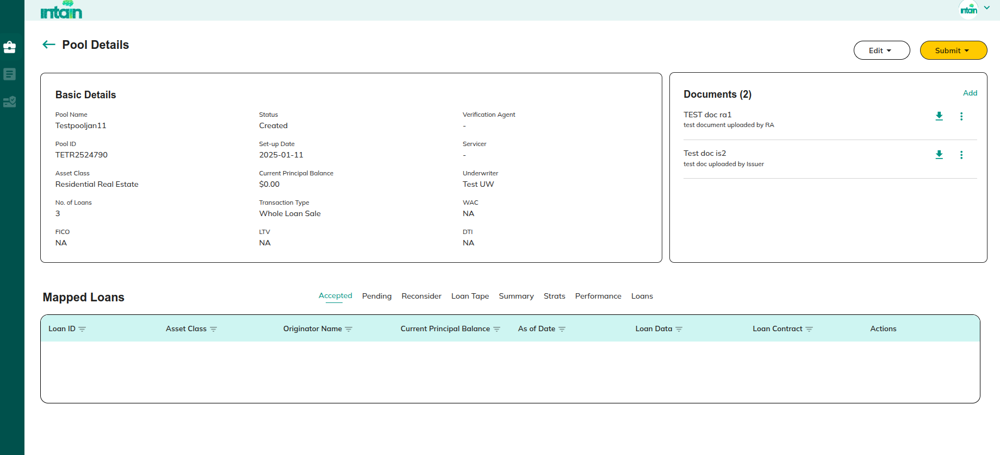 intain
intain
Pool Details
Edit
Submit
Basic Details
Pool Name
Status
Verification Agent
Testpooljan11
Created
-
Pool ID
Set-up Date
Servicer
TETR2524790
2025-01-11
-
Asset Class
Current Principal Balance
Underwriter
Residential Real Estate
$0.00
Test UW
No. of Loans
Transaction Type
WAC
3
Whole Loan Sale
NA
FICO
LTV
DTI
NA
NA
NA
Documents (2)
Add
TEST doc ra1
test document uploaded by RA
Test doc is2
test doc uploaded by Issuer
Mapped Loans
Accepted
Pending
Reconsider
Loan Tape
Summary
Strats
Performance
Loans
Loan ID
Asset Class
Originator Name
Current Principal Balance
As of Date
Loan Data
Loan Contract
Actions